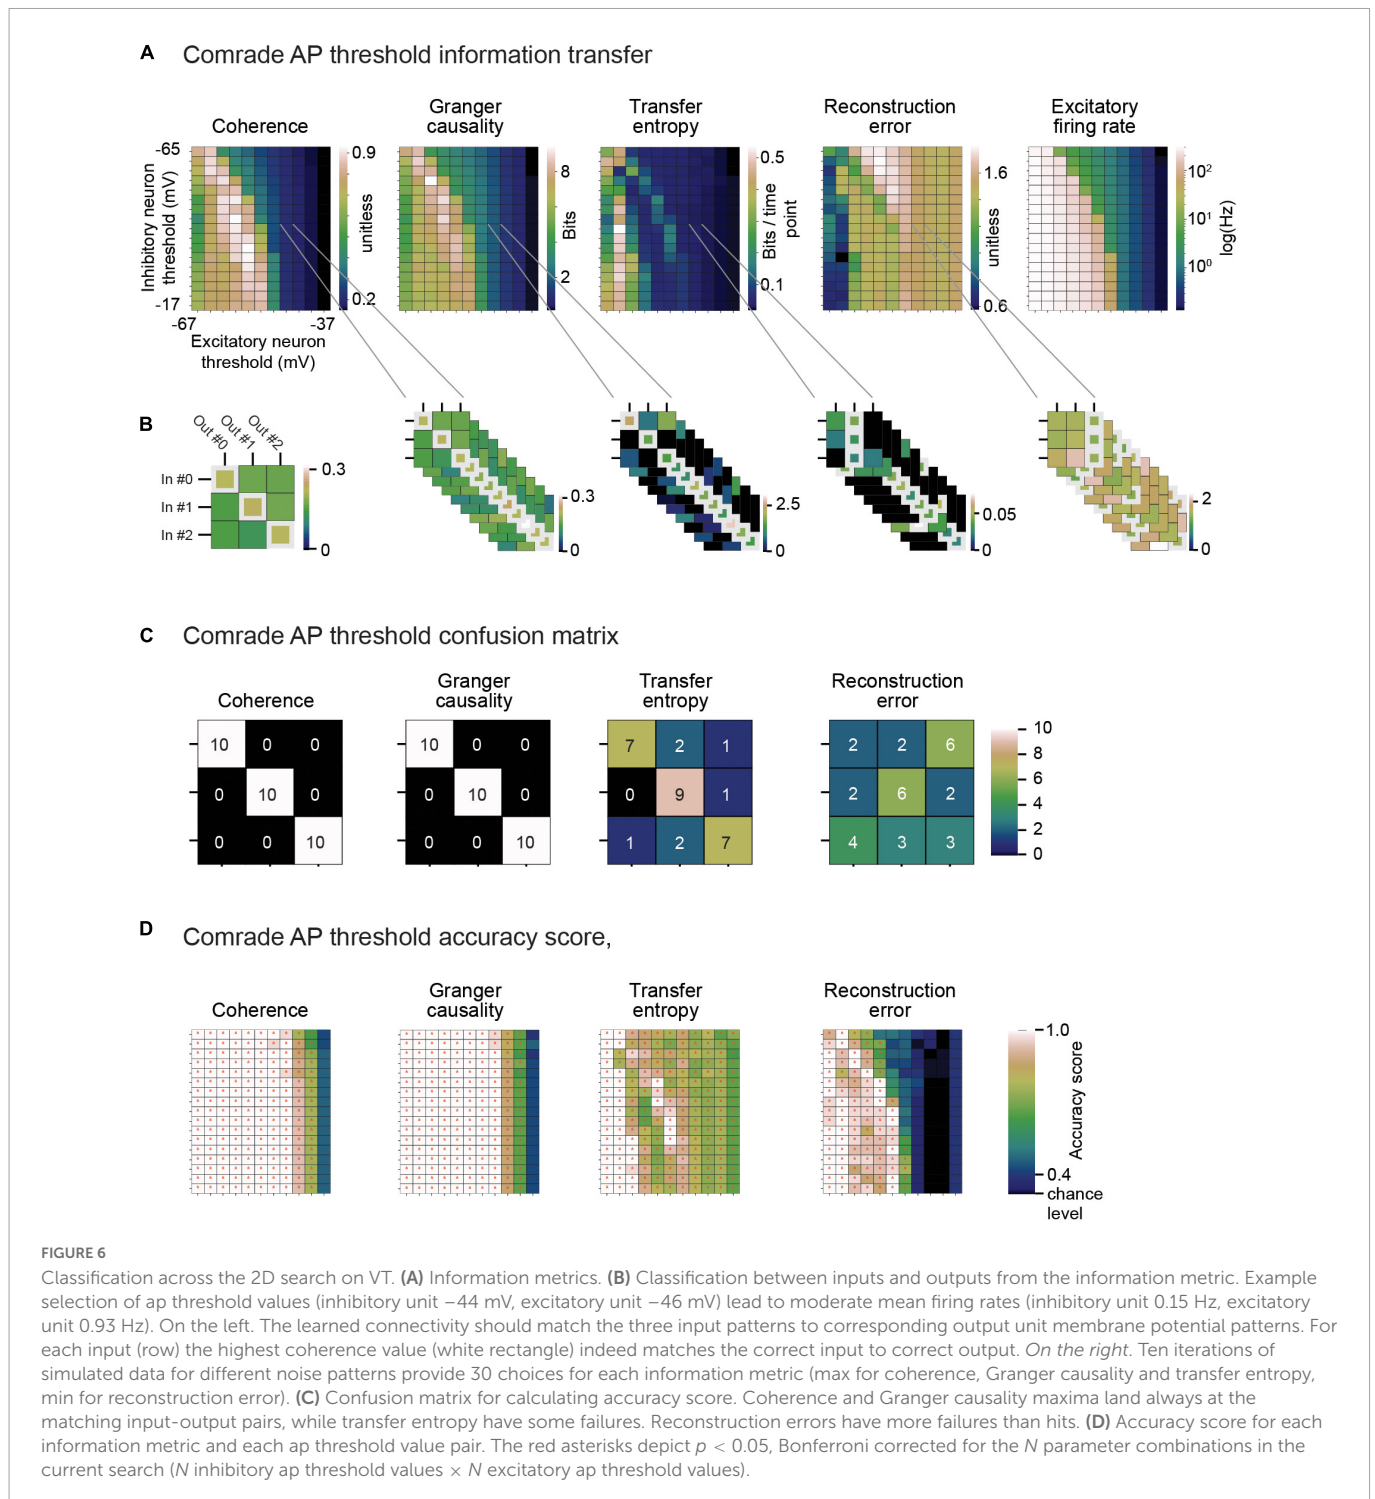 A Comrade AP threshold information transfer
Coherence
Granger
causality
Transfer
entropy
Reconstruction
error
Excitatory
firing rate
Inhibitory neuron
threshold (mV)
-65
-17
-67
-37
Excitatory neuron
threshold (mV)
0.9
unitless
0.2
8
Bits
2
0.5
Bits / time
point
0.1
1.6
unitless
0.6
10²
10¹
10⁰
log(Hz)
B
Out #0
Out #1
Out #2
In #0
In #1
In #2
0.3
0
0.3
0
2.5
0
0.05
0
2
0
C Comrade AP threshold confusion matrix
Coherence
Granger
causality
Transfer
entropy
Reconstruction
error
10 0 0
0 10 0
0 0 10
10 0 0
0 10 0
0 0 10
7 2 1
0 9 1
1 2 7
2 2 6
2 6 2
4 3 3
10
8
6
4
2
0
D Comrade AP threshold accuracy score,
Coherence
Granger
causality
Transfer
entropy
Reconstruction
error
1.0
Accuracy score
0.4
chance
level
FIGURE 6
Classification across the 2D search on VT. (A) Information metrics. (B) Classification between inputs and outputs from the information metric. Example
selection of ap threshold values (inhibitory unit −44 mV, excitatory unit −46 mV) lead to moderate mean firing rates (inhibitory unit 0.15 Hz, excitatory
unit 0.93 Hz). On the left. The learned connectivity should match the three input patterns to corresponding output unit membrane potential patterns. For
each input (row) the highest coherence value (white rectangle) indeed matches the correct input to correct output. On the right. Ten iterations of
simulated data for different noise patterns provide 30 choices for each information metric (max for coherence, Granger causality and transfer entropy,
min for reconstruction error). (C) Confusion matrix for calculating accuracy score. Coherence and Granger causality maxima land always at the
matching input-output pairs, while transfer entropy have some failures. Reconstruction errors have more failures than hits. (D) Accuracy score for each
information metric and each ap threshold value pair. The red asterisks depict p < 0.05, Bonferroni corrected for the N parameter combinations in the
current search (N inhibitory ap threshold values × N excitatory ap threshold values).